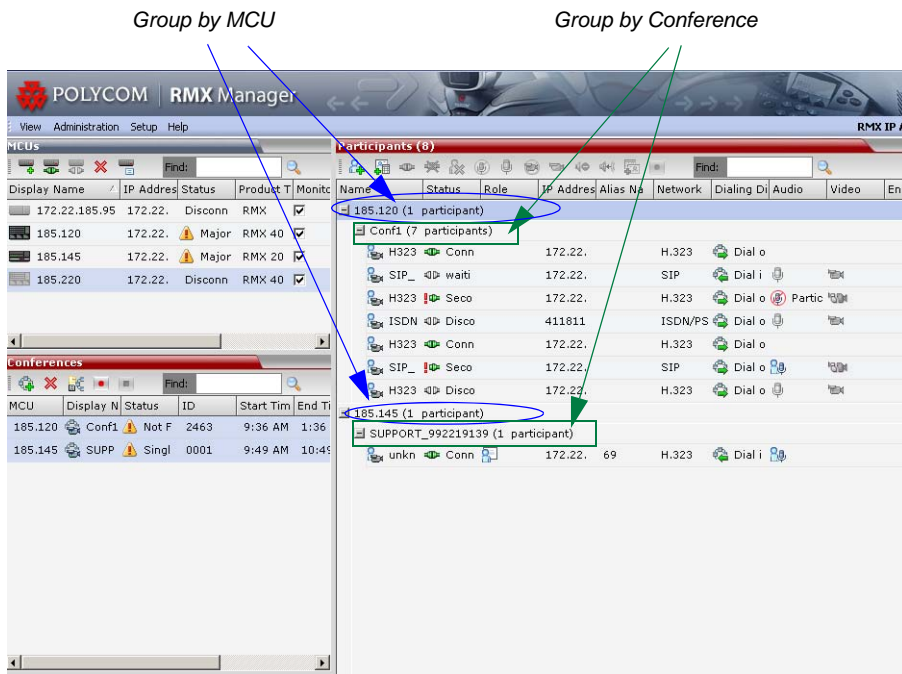 Group by MCU Group by Conference
POLYCOM | RMX Manager
View Administration Setup Help RMX IP A
MCUs
Find:
Display Name IP Addres Status Product T Monito
172.22.185.95 172.22. Disconn RMX
185.120 172.22. Major RMX 40
185.145 172.22. Major RMX 20
185.220 172.22. Disconn RMX 40
Conferences
Find:
MCU Display N Status ID Start Tim End Ti
185.120 Conf1 Not F 2463 9:36 AM 1:36
185.145 SUPP Singl 0001 9:49 AM 10:49
Participants (8)
Find:
Name Status Role IP Addres Alias Na Network Dialing Di Audio Video En
185.120 (1 participant)
Conf1 (7 participants)
H323 Conn 172.22. H.323 Dial o
SIP_ waiti 172.22. SIP Dial i
H323 Seco 172.22. H.323 Dial o Partic
ISDN Disco 411811 ISDN/PS Dial o
H323 Conn 172.22. H.323 Dial o
SIP_ Seco 172.22. SIP Dial o
H323 Disco 172.22. H.323 Dial o
185.145 (1 participant)
SUPPORT_992219139 (1 participant)
unkn Conn 172.22. 69 H.323 Dial i